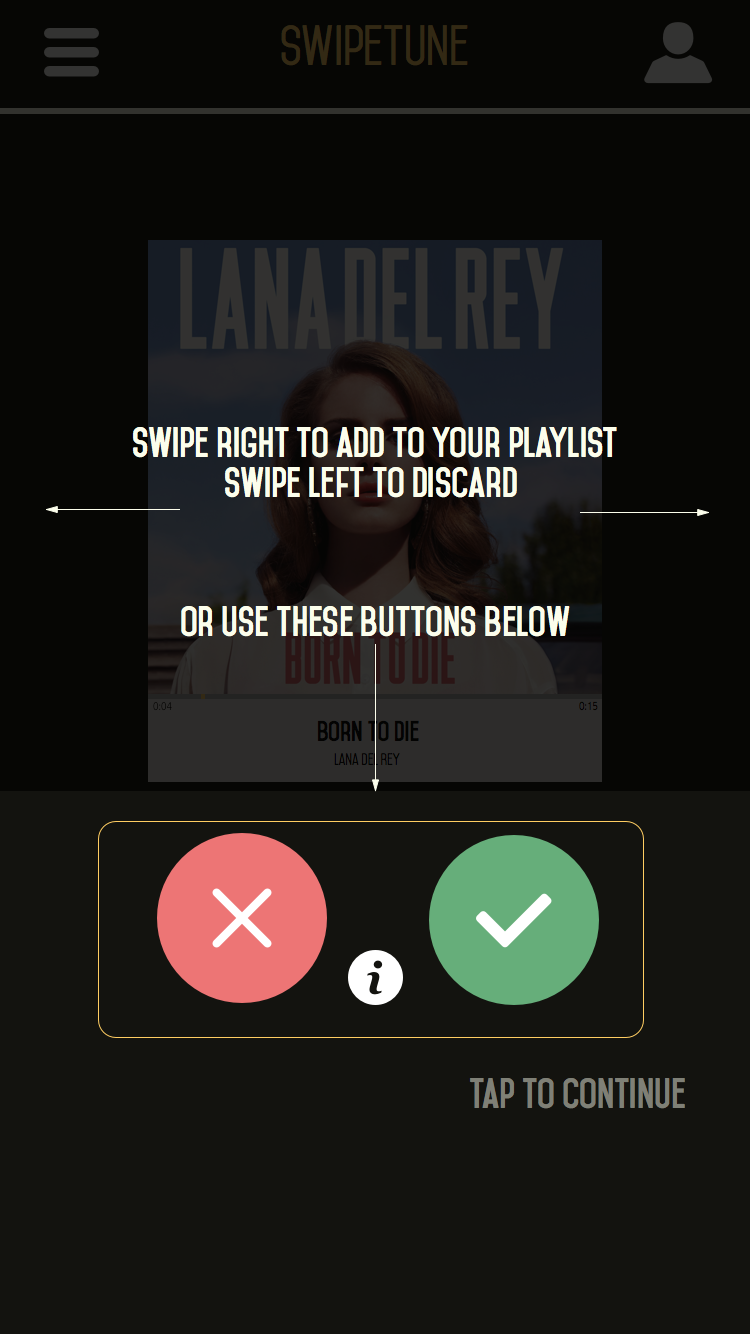 SWIPETUNE
LANA DEL REY
SWIPE RIGHT TO ADD TO YOUR PLAYLIST
SWIPE LEFT TO DISCARD
OR USE THESE BUTTONS BELOW
BORN TO DIE
0:04
0:15
BORN TO DIE
LANA DEL REY
i
TAP TO CONTINUE